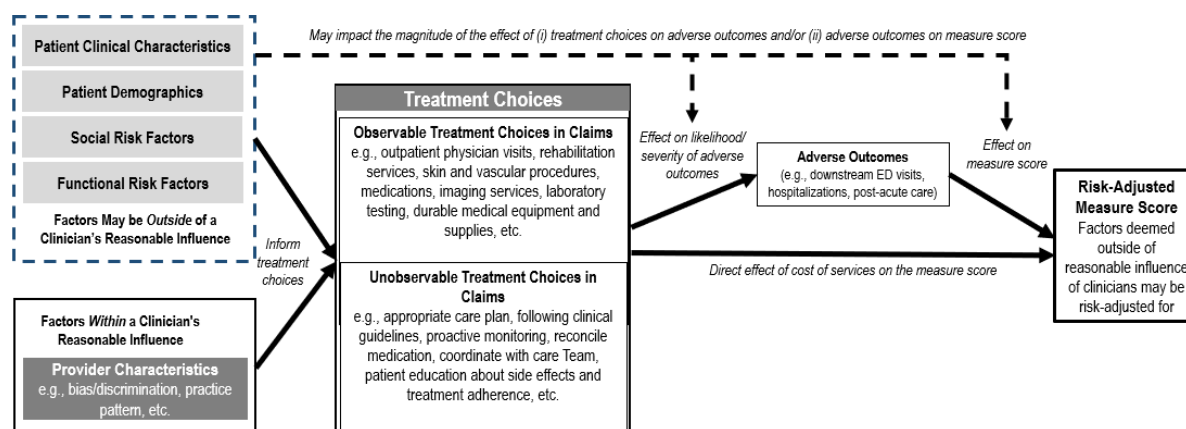 Patient Clinical Characteristics
Patient Demographics
Social Risk Factors
Functional Risk Factors
Factors May be Outside of a
Clinician's Reasonable Influence
Factors Within a Clinician's
Reasonable Influence
Provider Characteristics
e.g., bias/discrimination, practice
pattern, etc.
Inform
treatment
choices
May impact the magnitude of the effect of (i) treatment choices on adverse outcomes and/or (ii) adverse outcomes on measure score
Treatment Choices
Observable Treatment Choices in Claims
e.g., outpatient physician visits, rehabilitation
services, skin and vascular procedures,
medications, imaging services, laboratory
testing, durable medical equipment and
supplies, etc.
Unobservable Treatment Choices in
Claims
e.g., appropriate care plan, following clinical
guidelines, proactive monitoring, reconcile
medication, coordinate with care Team,
patient education about side effects and
treatment adherence, etc.
Effect on likelihood/
severity of adverse
outcomes
Adverse Outcomes
(e.g., downstream ED visits,
hospitalizations, post-acute care)
Effect on
measure score
Direct effect of cost of services on the measure score
Risk-Adjusted
Measure Score
Factors deemed
outside of
reasonable influence
of clinicians may be
risk-adjusted for